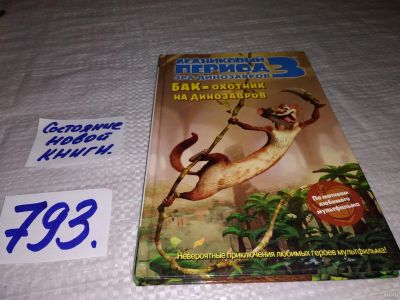 ЛЕДНИКОВЫЙ
ПЕРИОД 3
ЭРА ДИНОЗАВРОВ
БАК - ОХОТНИК
НА ДИНОЗАВРОВ
Состояние
новой
книги.
793.
По мотивам
любимого
мультфильма
Невероятные приключения любимых героев мультфильма!